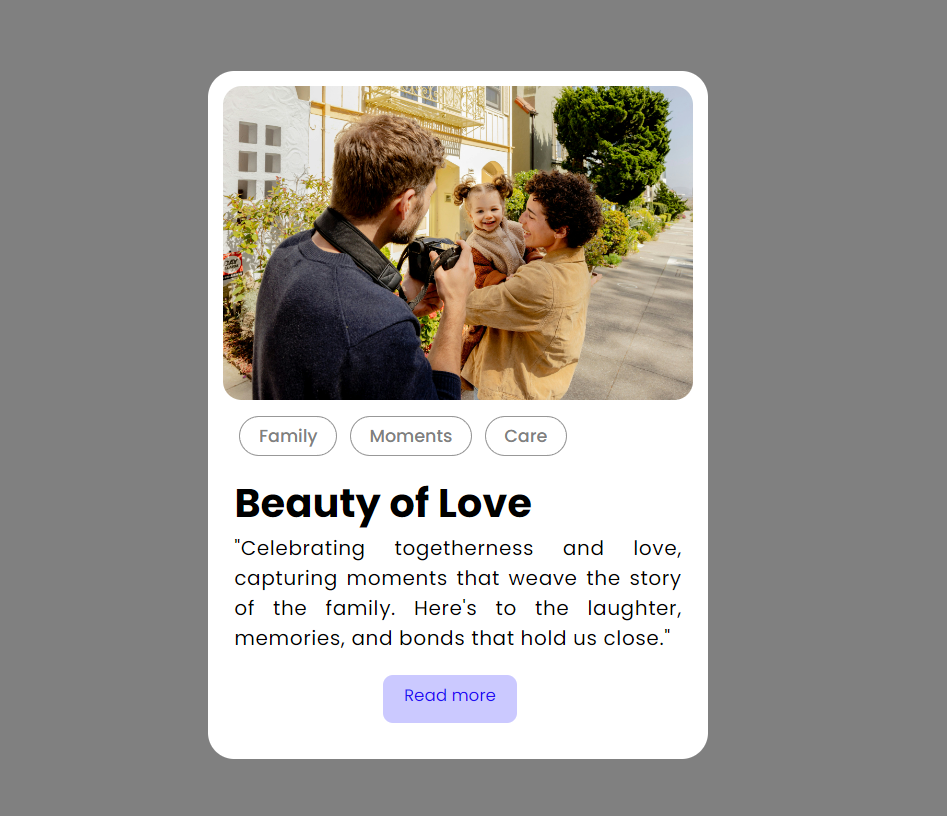 Family Moments Care
Beauty of Love
"Celebrating togetherness and love,
capturing moments that weave the story
of the family. Here's to the laughter,
memories, and bonds that hold us close."
Read more